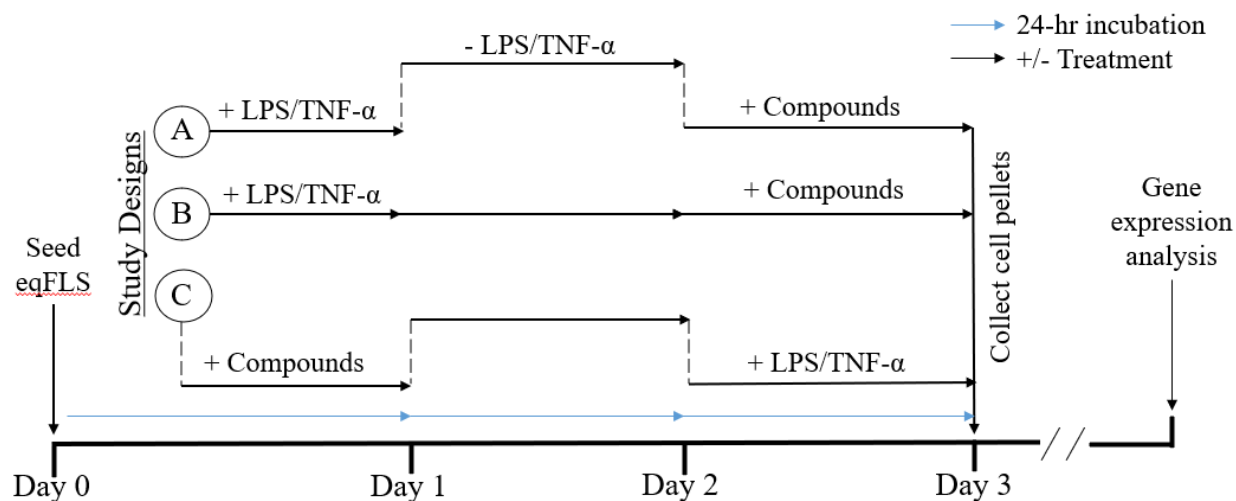 24-hr incubation
+/- Treatment
- LPS/TNF-α
+ LPS/TNF-α
+ Compounds
A
Study Designs
+ LPS/TNF-α
+ Compounds
B
Seed
eqFLS
C
+ Compounds
+ LPS/TNF-α
Collect cell pellets
Gene
expression
analysis
Day 0
Day 1
Day 2
Day 3